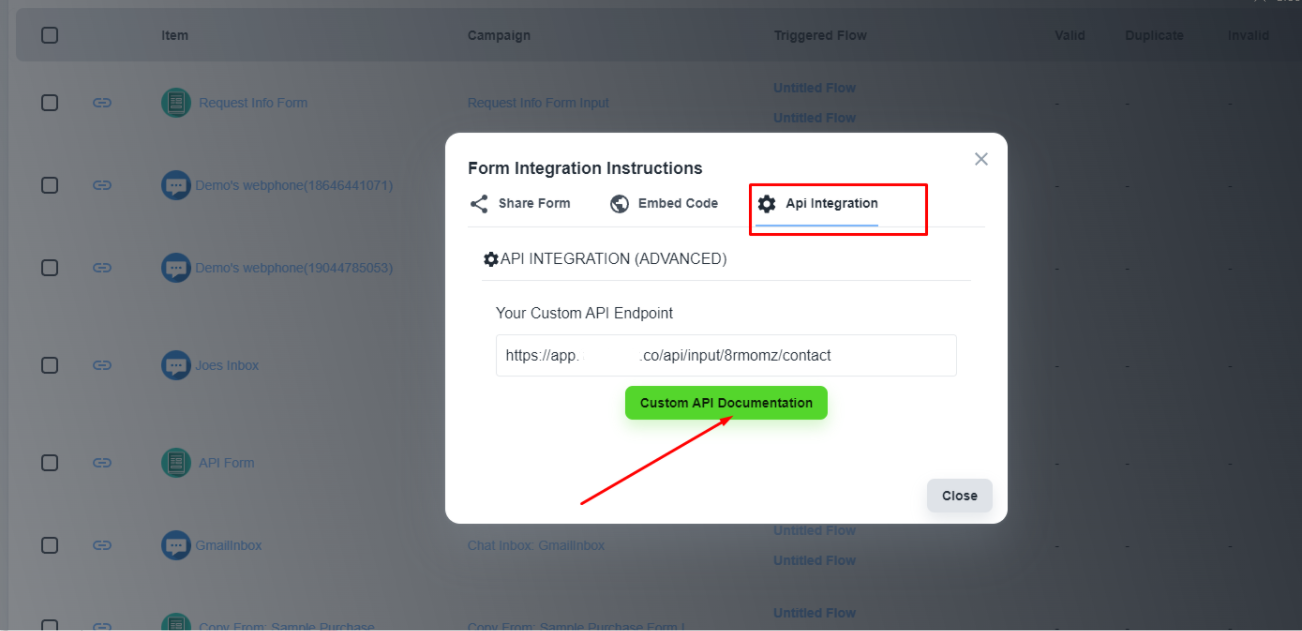 Item Campaign Triggered Flow Valid Duplicate Invalid
Request Info Form Request Info Form Input Untitled Flow - - -
Untitled Flow
Form Integration Instructions
Share Form Embed Code Api Integration
Demo's webphone(18646441071) - - -
API INTEGRATION (ADVANCED)
Demo's webphone(19044785053) - - -
Your Custom API Endpoint
https://app. .co/api/input/8rmomz/contact
Joes Inbox - - -
Custom API Documentation
API Form - - -
Close
GmailInbox Chat Inbox: GmailInbox Untitled Flow - - -
Untitled Flow
Untitled Flow
Copy From: Sample Purchase Copy From: Sample Purchase Form